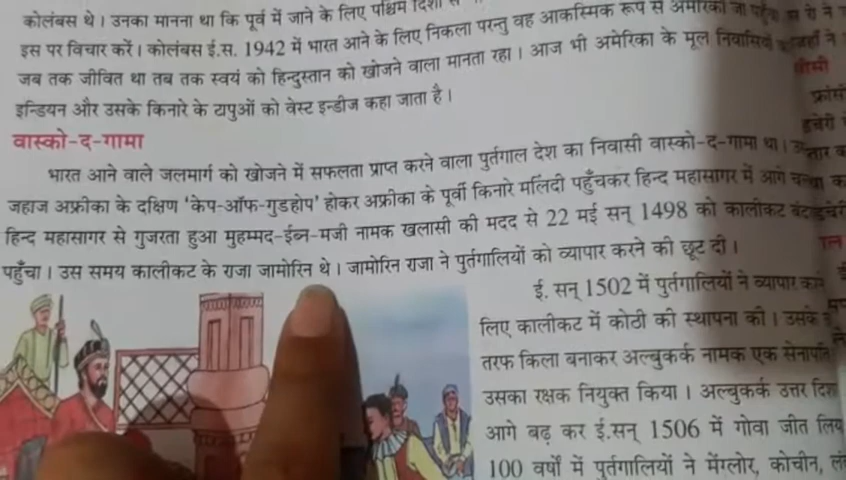 कोलंबस थे । उनका मानना था कि पूर्व में जाने के लिए पश्चिम दिशा से
इस पर विचार करें । कोलंबस ई.स. 1942 में भारत आने के लिए निकला परन्तु वह आकस्मिक रूप से अमेरिका जा पहुँचा
जब तक जीवित था तब तक स्वयं को हिन्दुस्तान को खोजने वाला मानता रहा । आज भी अमेरिका के मूल निवासियों
इन्डियन और उसके किनारे के टापुओं को वेस्ट इन्डीज कहा जाता है ।
वास्को-द-गामा
भारत आने वाले जलमार्ग को खोजने में सफलता प्राप्त करने वाला पुर्तगाल देश का निवासी वास्को-द-गामा था ।
जहाज अफ्रीका के दक्षिण 'केप-ऑफ-गुडहोप' होकर अफ्रीका के पूर्वी किनारे मलिंदी पहुँचकर हिन्द महासागर में आगे
हिन्द महासागर से गुजरता हुआ मुहम्मद-ईब्न-मजी नामक खलासी की मदद से 22 मई सन् 1498 को कालीकट
पहुँचा । उस समय कालीकट के राजा जामोरिन थे । जामोरिन राजा ने पुर्तगालियों को व्यापार करने की छूट दी ।
ई. सन् 1502 में पुर्तगालियों ने व्यापार करने
लिए कालीकट में कोठी की स्थापना की । उसके
तरफ किला बनाकर अल्बुकर्क नामक एक सेनापति
उसका रक्षक नियुक्त किया । अल्बुकर्क उत्तर दिशा
आगे बढ़ कर ई.सन् 1506 में गोवा जीत लिय
100 वर्षों में पुर्तगालियों ने मेंग्लोर, कोचीन,